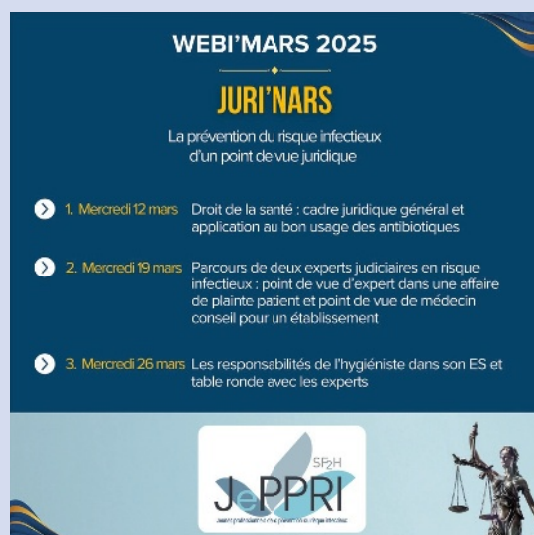 WEBI'MARS 2025
JURI'NARS
La prévention du risque infectieux
d'un point de vue juridique
1. Mercredi 12 mars Droit de la santé : cadre juridique général et
application au bon usage des antibiotiques
2. Mercredi 19 mars Parcours de deux experts judiciaires en risque
infectieux : point de vue d'expert dans une affaire
de plainte patient et point de vue de médecin
conseil pour un établissement
3. Mercredi 26 mars Les responsabilités de l'hygiéniste dans son ES et
table ronde avec les experts
SF2H
JePPRI